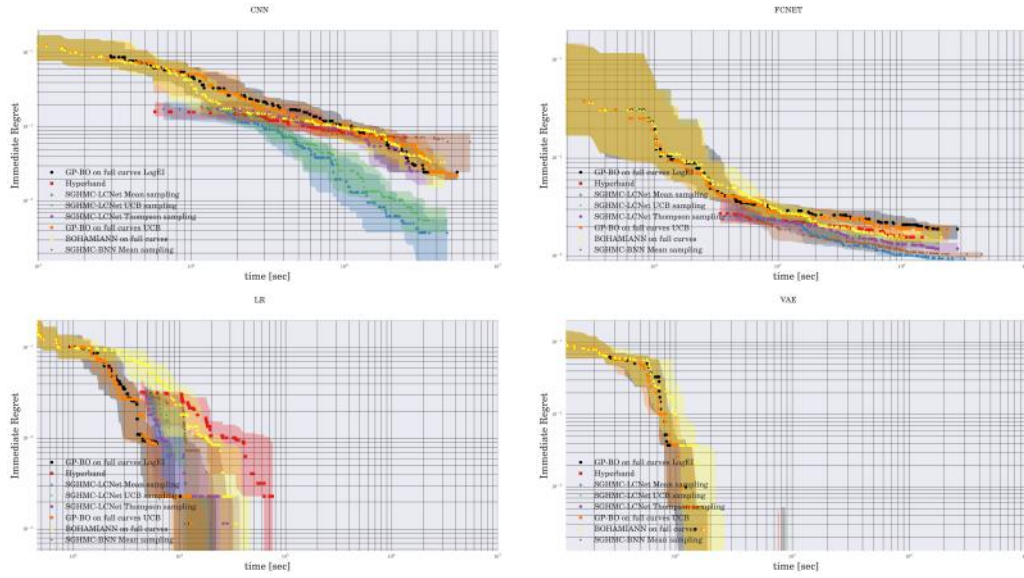 CNN
Immediate Regret
GP-BO on full curves LogEI
Hyperband
SGHMC-LCNet Mean sampling
SGHMC-LCNet UCB sampling
SGHMC-LCNet Thompson sampling
GP-BO on full curves UCB
BOHAMIANN on full curves
SGHMC-BNN Mean sampling
time [sec]
FCNET
Immediate Regret
GP-BO on full curves LogEI
Hyperband
SGHMC-LCNet Mean sampling
SGHMC-LCNet UCB sampling
SGHMC-LCNet Thompson sampling
GP-BO on full curves UCB
BOHAMIANN on full curves
SGHMC-BNN Mean sampling
time [sec]
LR
Immediate Regret
GP-BO on full curves LogEI
Hyperband
SGHMC-LCNet Mean sampling
SGHMC-LCNet UCB sampling
SGHMC-LCNet Thompson sampling
GP-BO on full curves UCB
BOHAMIANN on full curves
SGHMC-BNN Mean sampling
time [sec]
VAE
Immediate Regret
GP-BO on full curves LogEI
Hyperband
SGHMC-LCNet Mean sampling
SGHMC-LCNet UCB sampling
SGHMC-LCNet Thompson sampling
GP-BO on full curves UCB
BOHAMIANN on full curves
SGHMC-BNN Mean sampling
time [sec]